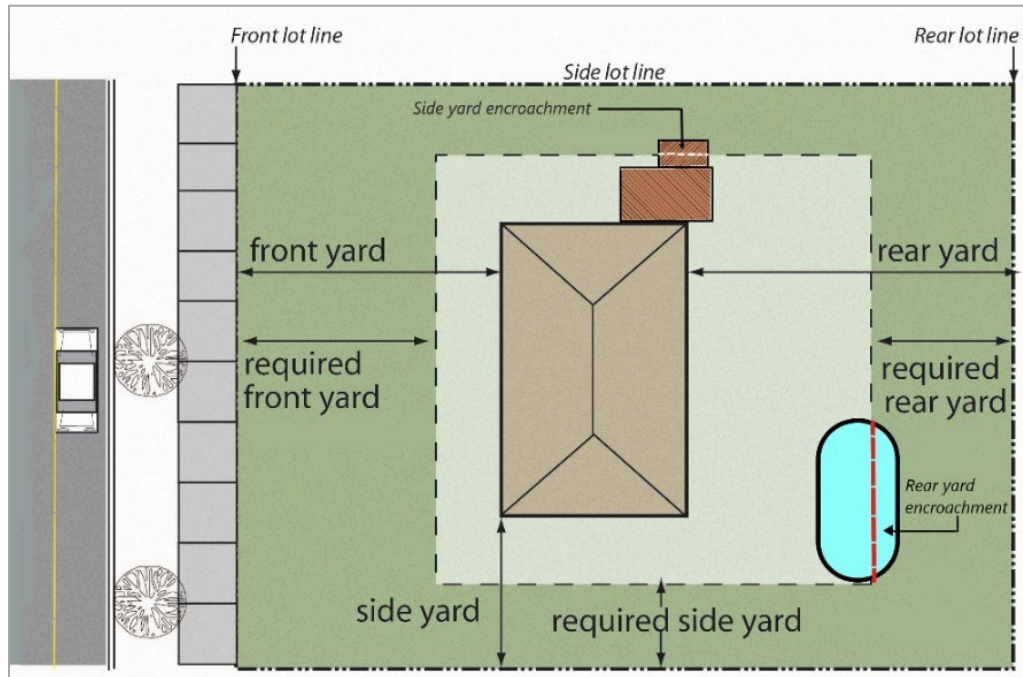 Front lot line
Rear lot line
Side lot line
Side yard encroachment
front yard
rear yard
required
front yard
required
rear yard
Rear yard
encroachment
side yard
required side yard